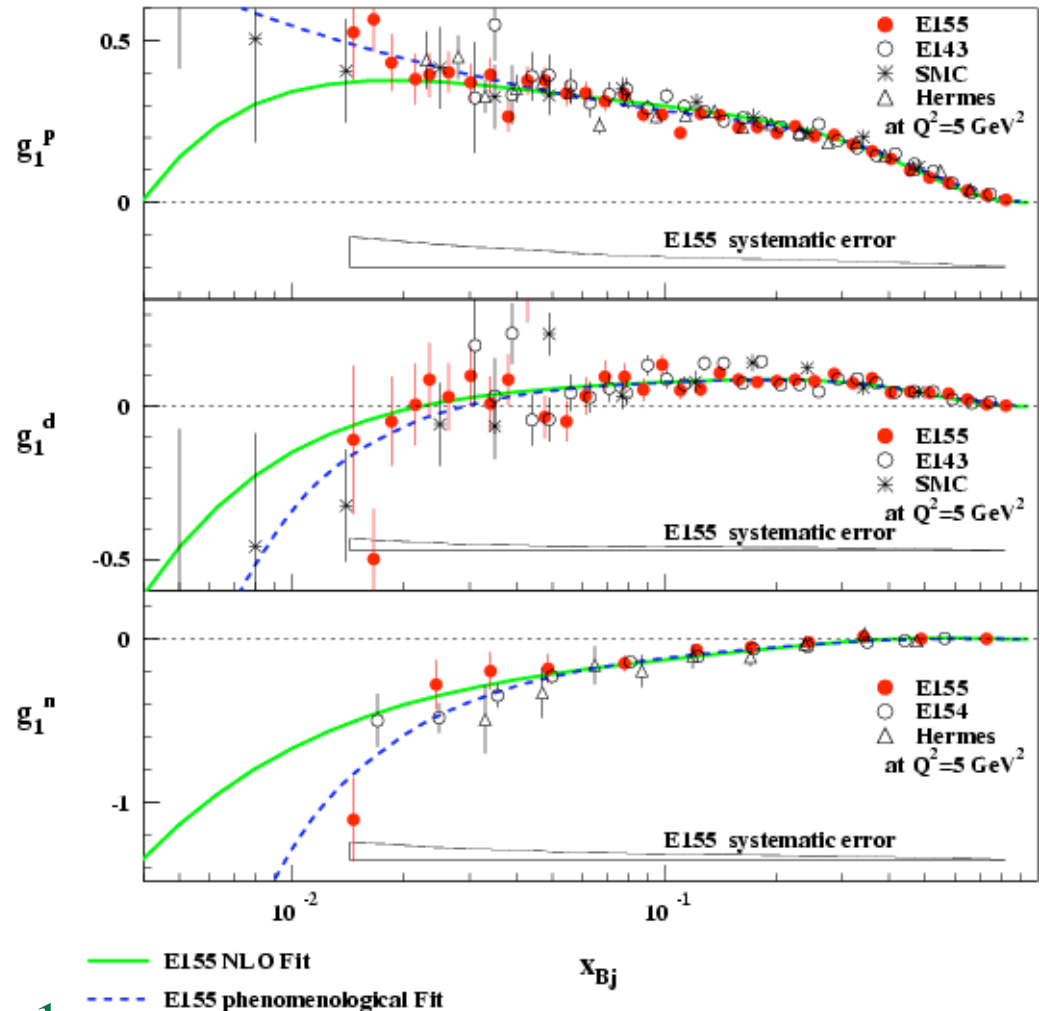 0.5
E155
E143
SMC
Hermes
at Q²=5 GeV²
g₁ᵖ
0
E155 systematic error
g₁ᵈ
0
E155
E143
SMC
at Q²=5 GeV²
E155 systematic error
-0.5
0
g₁ⁿ
E155
E154
Hermes
at Q²=5 GeV²
-1
E155 systematic error
10⁻²
10⁻¹
E155 NLO Fit
x_Bj
E155 phenomenological Fit